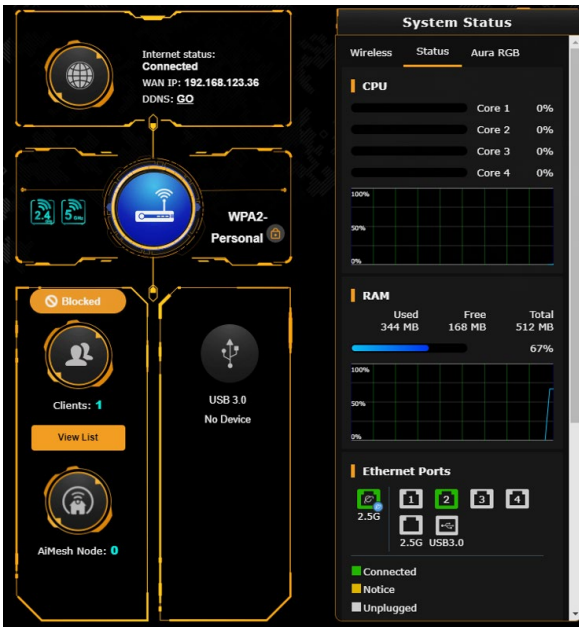 Internet status:
Connected
WAN IP: 192.168.123.36
DDNS: GO
2.4
5 GHz
WPA2-
Personal
Blocked
Clients: 1
View List
AiMesh Node: 0
USB 3.0
No Device
System Status
Wireless Status Aura RGB
CPU
Core 1 0%
Core 2 0%
Core 3 0%
Core 4 0%
100%
50%
0%
RAM
Used Free Total
344 MB 168 MB 512 MB
67%
100%
50%
0%
Ethernet Ports
1 2 3 4
2.5G
2.5G USB3.0
Connected
Notice
Unplugged